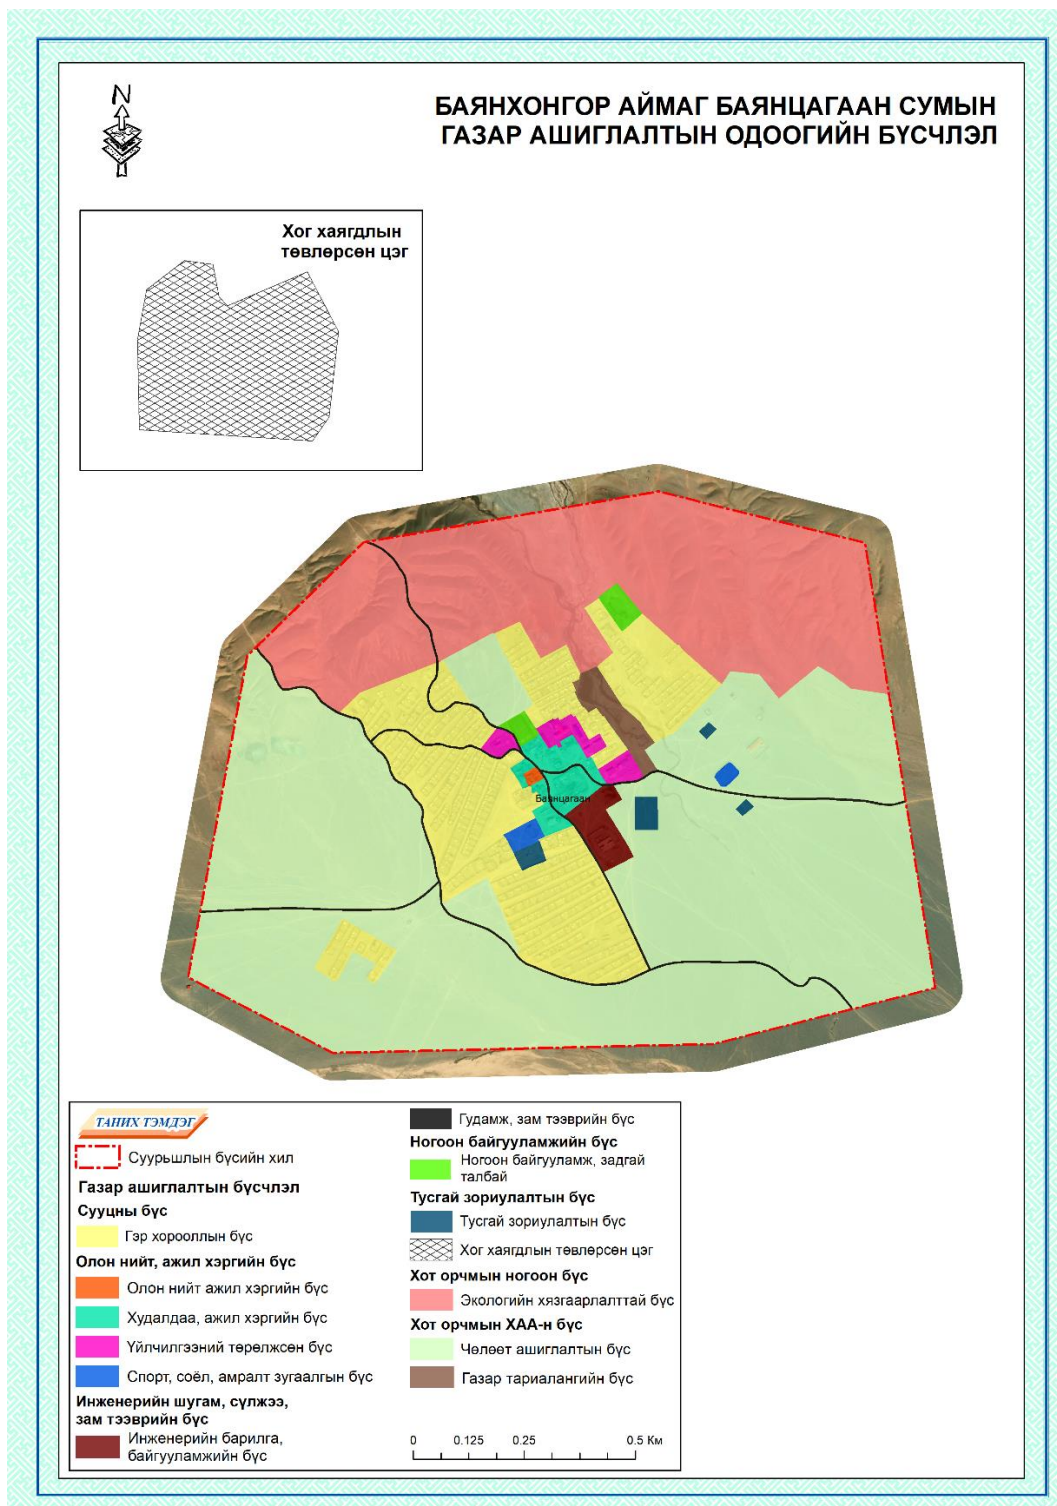 N
БАЯНХОНГОР АЙМАГ БАЯНЦАГААН СУМЫН
ГАЗАР АШИГЛАЛТЫН ОДООГИЙН БҮСЧЛЭЛ
Хог хаягдлын
төвлөрсөн цэг
Баянцагаан
ТАНИХ ТЭМДЭГ
Суурьшлын бүсийн хил
Газар ашиглалтын бүсчлэл
Сууцны бүс
Гэр хорооллын бүс
Олон нийт, ажил хэргийн бүс
Олон нийт ажил хэргийн бүс
Худалдаа, ажил хэргийн бүс
Үйлчилгээний төрөлжсөн бүс
Спорт, соёл, амралт зугаалгын бүс
Инженерийн шугам, сүлжээ,
зам тээврийн бүс
Инженерийн барилга,
байгууламжийн бүс
Гудамж, зам тээврийн бүс
Ногоон байгууламжийн бүс
Ногоон байгууламж, задгай
талбай
Тусгай зориулалтын бүс
Тусгай зориулалтын бүс
Хог хаягдлын төвлөрсөн цэг
Хот орчмын ногоон бүс
Экологийн хязгаарлалттай бүс
Хот орчмын ХАА-н бүс
Чөлөөт ашиглалтын бүс
Газар тариалангийн бүс
0 0.125 0.25 0.5 Км